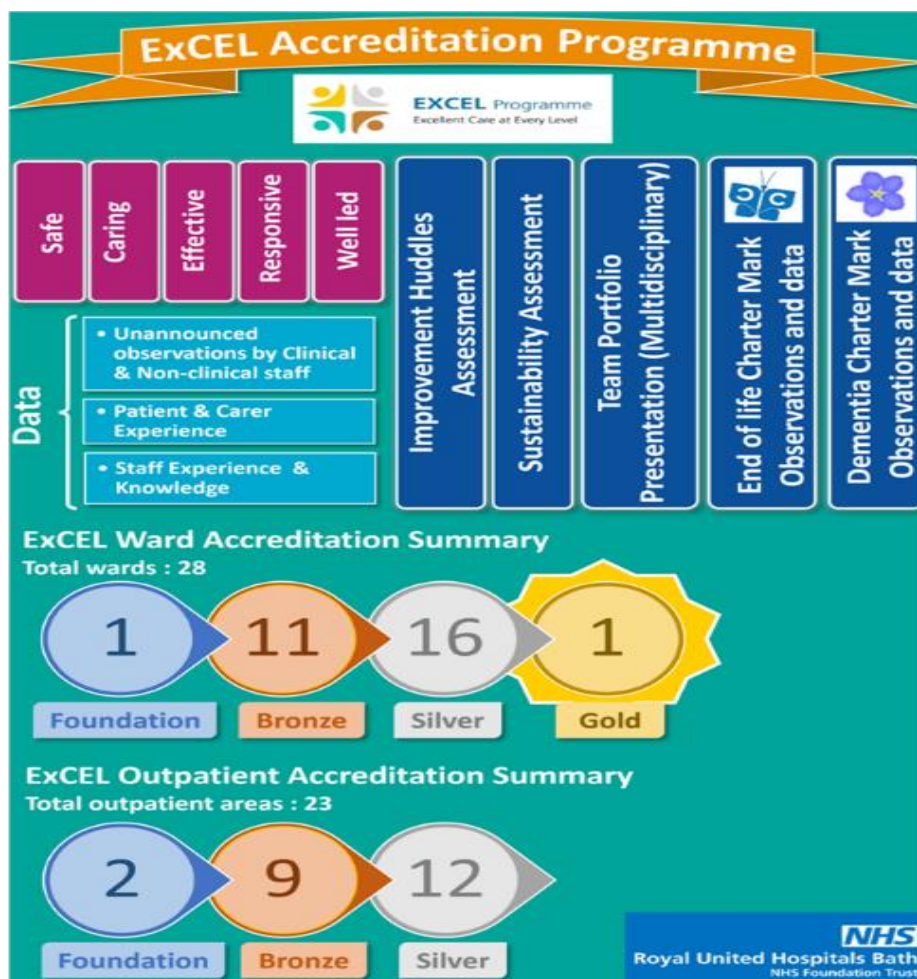 ExCEL Accreditation Programme
EXCEL Programme
Excellent Care at Every Level
Safe
Caring
Effective
Responsive
Well led
Improvement Huddles
Assessment
Sustainability Assessment
Team Portfolio
Presentation (Multidisciplinary)
End of life Charter Mark
Observations and data
Dementia Charter Mark
Observations and data
Data
• Unannounced
observations by Clinical
& Non-clinical staff
• Patient & Carer
Experience
• Staff Experience &
Knowledge
ExCEL Ward Accreditation Summary
Total wards : 28
1
11
16
1
Foundation
Bronze
Silver
Gold
ExCEL Outpatient Accreditation Summary
Total outpatient areas : 23
2
9
12
Foundation
Bronze
Silver
NHS
Royal United Hospitals Bath
NHS Foundation Trust